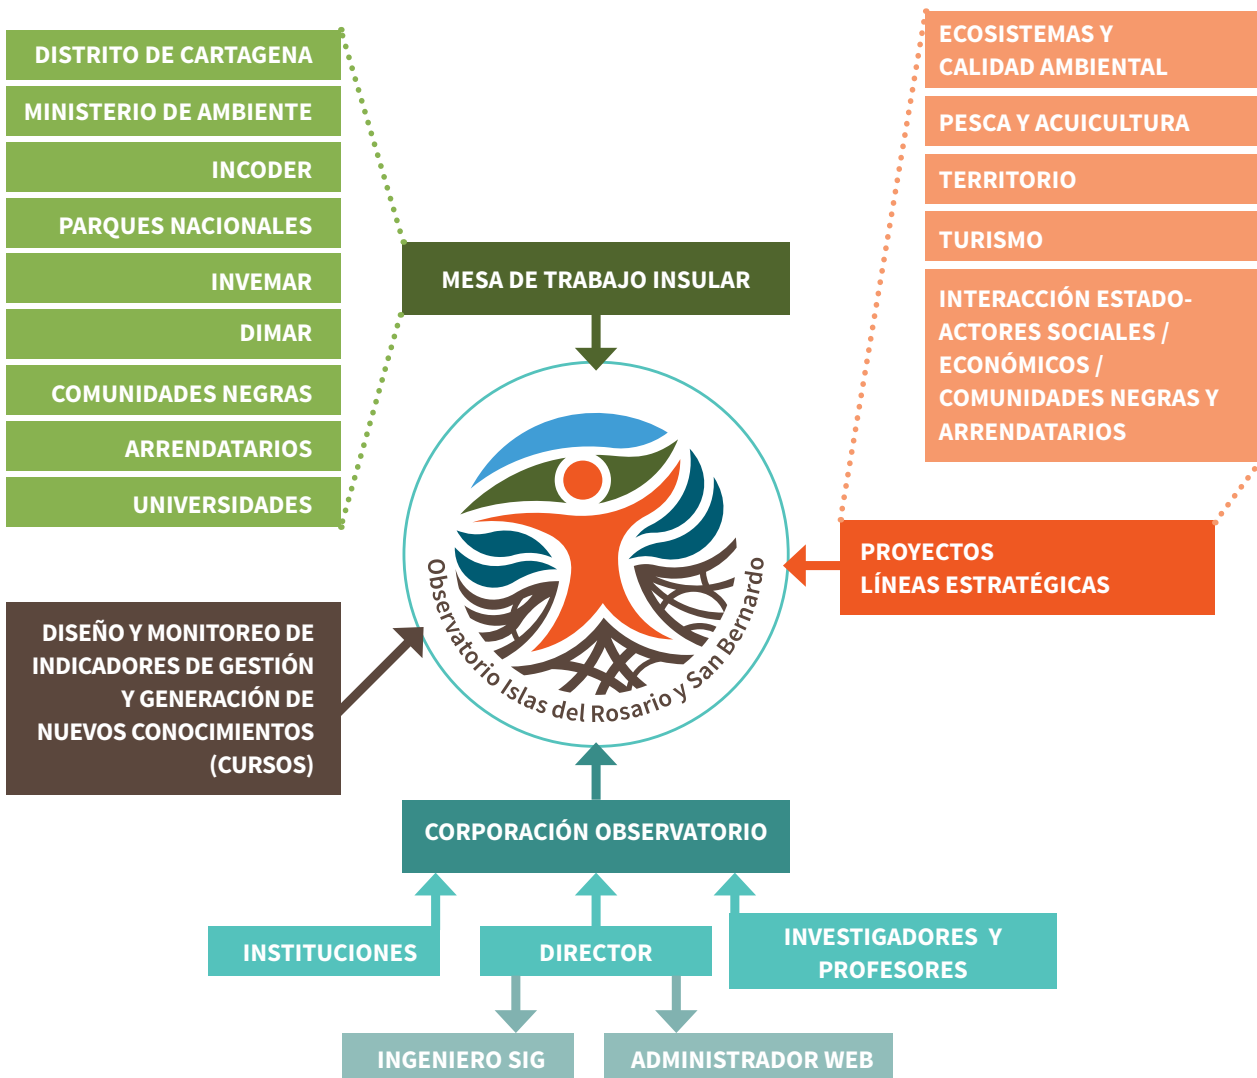 DISTRITO DE CARTAGENA
MINISTERIO DE AMBIENTE
INCODER
PARQUES NACIONALES
INVEMAR
DIMAR
COMUNIDADES NEGRAS
ARRENDATARIOS
UNIVERSIDADES
MESA DE TRABAJO INSULAR
ECOSISTEMAS Y
CALIDAD AMBIENTAL
PESCA Y ACUICULTURA
TERRITORIO
TURISMO
INTERACCIÓN ESTADO-
ACTORES SOCIALES /
ECONÓMICOS /
COMUNIDADES NEGRAS Y
ARRENDATARIOS
PROYECTOS
LÍNEAS ESTRATÉGICAS
Observatorio Islas del Rosario y San Bernardo
DISEÑO Y MONITOREO DE
INDICADORES DE GESTIÓN
Y GENERACIÓN DE
NUEVOS CONOCIMIENTOS
(CURSOS)
CORPORACIÓN OBSERVATORIO
INSTITUCIONES
DIRECTOR
INVESTIGADORES Y
PROFESORES
INGENIERO SIG
ADMINISTRADOR WEB